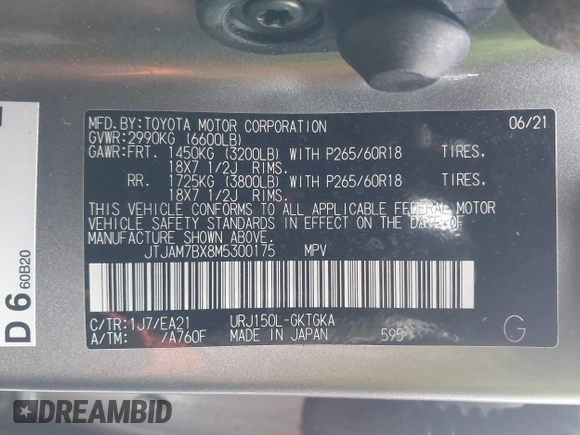 MFD.BY:TOYOTA MOTOR CORPORATION 06/21
GVWR:2990KG (6600LB)
GAWR:FRT. 1450KG (3200LB) WITH P265/60R18 TIRES.
18X7 1/2J RIMS.
RR. 1725KG (3800LB) WITH P265/60R18 TIRES.
18X7 1/2J RIMS.
THIS VEHICLE CONFORMS TO ALL APPLICABLE FEDERAL MOTOR
VEHICLE SAFETY STANDARDS IN EFFECT ON THE DATE OF
MANUFACTURE SHOWN ABOVE.
JTJAM7BX8M5300175 MPV
C/TR:1J7/EA21 URJ150L-GKTGKA
A/TM: /A760F MADE IN JAPAN 595
G
D 6 60B20
DREAMBID